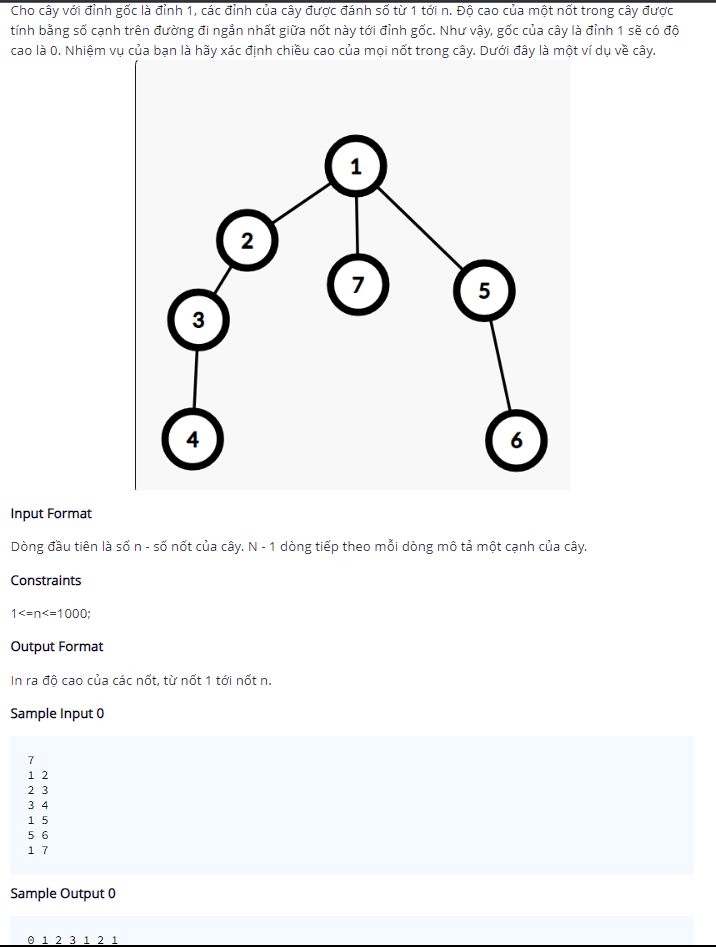 Cho cây với đỉnh gốc là đỉnh 1, các đỉnh của cây được đánh số từ 1 tới n. Độ cao của một nốt trong cây được
tính bằng số cạnh trên đường đi ngắn nhất giữa nốt này tới đỉnh gốc. Như vậy, gốc của cây là đỉnh 1 sẽ có độ
cao là 0. Nhiệm vụ của bạn là hãy xác định chiều cao của mọi nốt trong cây. Dưới đây là một ví dụ về cây.
1
2
7
5
3
4
6
Input Format
Dòng đầu tiên là số n - số nốt của cây. N - 1 dòng tiếp theo mỗi dòng mô tả một cạnh của cây.
Constraints
1<=n<=1000;
Output Format
In ra độ cao của các nốt, từ nốt 1 tới nốt n.
Sample Input 0
7
1 2
2 3
3 4
1 5
5 6
1 7
Sample Output 0
0 1 2 3 1 2 1